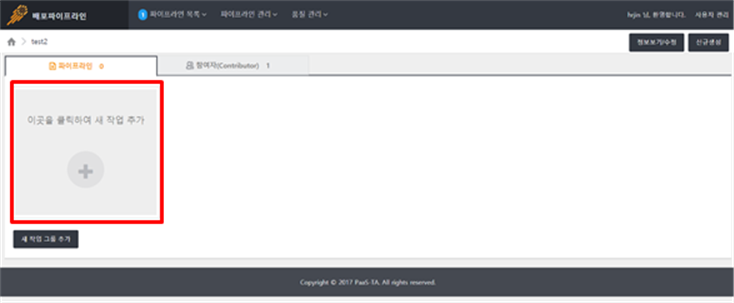 배포파이프라인
1 파이프라인 목록 파이프라인 관리 품질 관리
hejin 님, 환영합니다. 사용자 관리
test2
정보보기/수정 신규생성
파이프라인 0
참여자(Contributor) 1
이곳을 클릭하여 새 작업 추가
새 작업 그룹 추가
Copyright © 2017 PaaS-TA. All rights reserved.